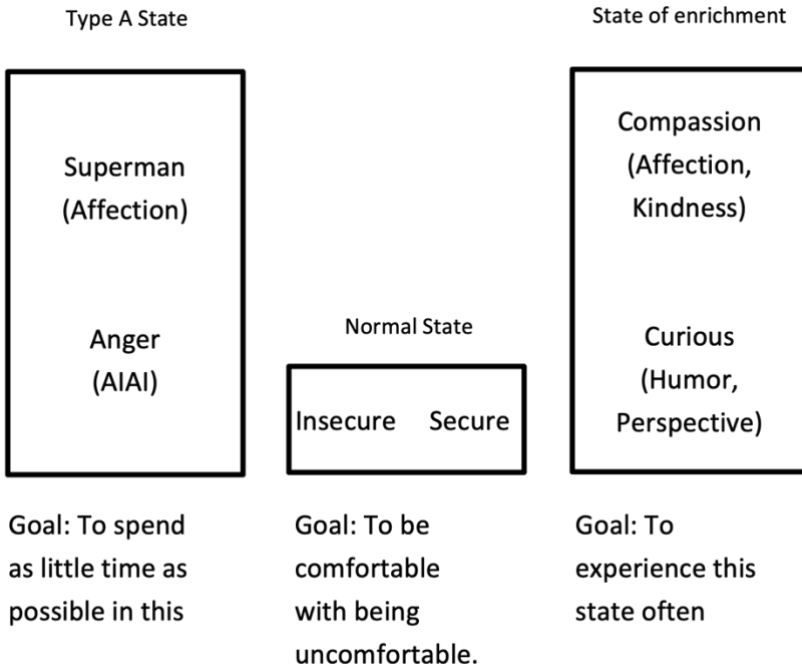 Type A State
Superman
(Affection)
Anger
(AIAI)
Goal: To spend
as little time as
possible in this
Normal State
Insecure Secure
Goal: To be
comfortable
with being
uncomfortable.
State of enrichment
Compassion
(Affection,
Kindness)
Curious
(Humor,
Perspective)
Goal: To
experience this
state often